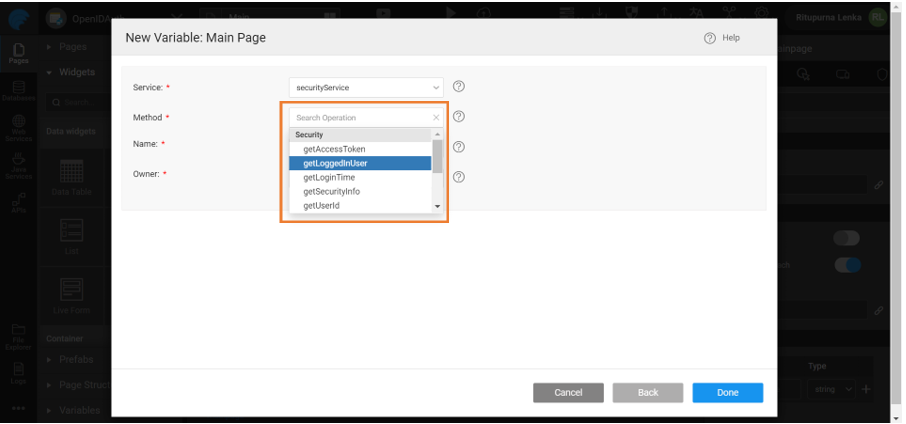 OpenIDA
Main
Ritupurna Lenka
RL
Pages
Pages
Databases
Web
Services
Java
Services
APIs
File
Explorer
Logs
Widgets
Search
Data widgets
Data Table
List
Live Form
Container
Prefabs
Page Struct
Variables
New Variable: Main Page
Help
Service: *
securityService
Method *
Search Operation
Security
getAccessToken
getLoggedInUser
getLoginTime
getSecurityInfo
getUserId
Name: *
Owner: *
Cancel
Back
Done
Type
string